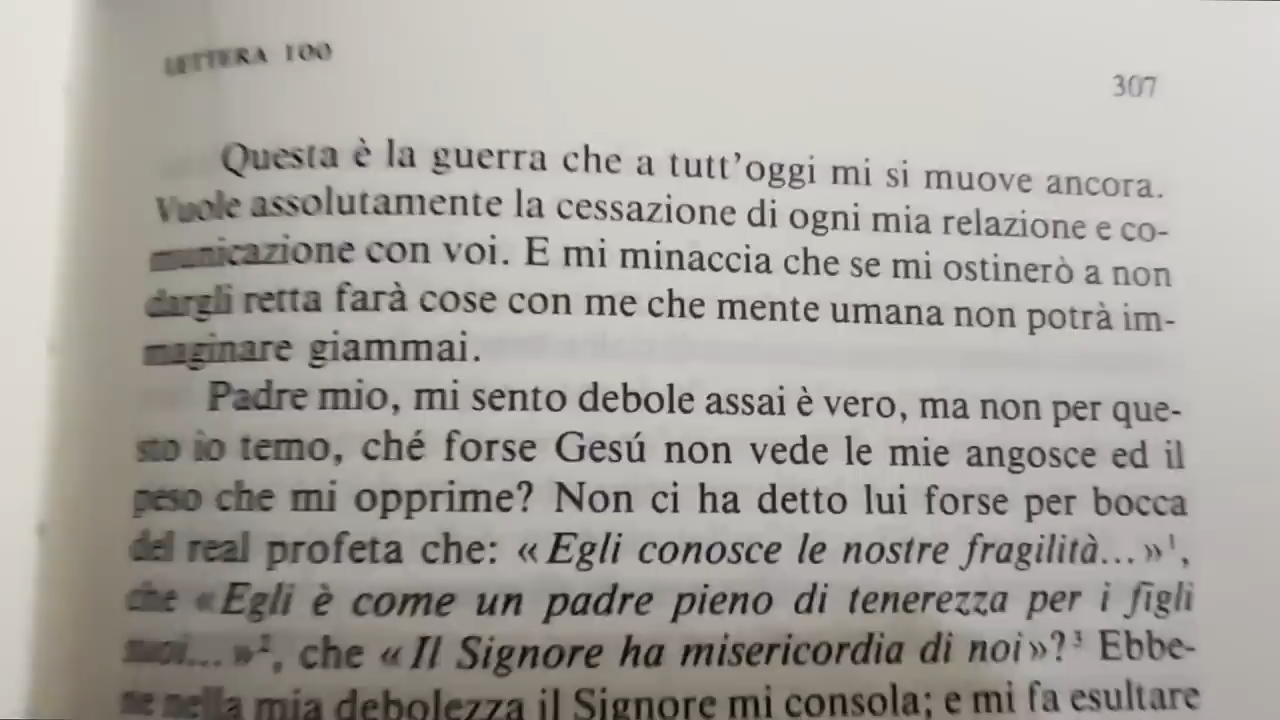 LETTERA 100
307
Questa è la guerra che a tutt'oggi mi si muove ancora.
Vuole assolutamente la cessazione di ogni mia relazione e co-
municazione con voi. E mi minaccia che se mi ostinerò a non
dargli retta farà cose con me che mente umana non potrà im-
maginare giammai.
Padre mio, mi sento debole assai è vero, ma non per que-
sto io temo, ché forse Gesú non vede le mie angosce ed il
peso che mi opprime? Non ci ha detto lui forse per bocca
del real profeta che: «Egli conosce le nostre fragilità...»¹,
che «Egli è come un padre pieno di tenerezza per i figli
suoi...»², che «Il Signore ha misericordia di noi»?³ Ebbe-
ne nella mia debolezza il Signore mi consola; e mi fa esultare